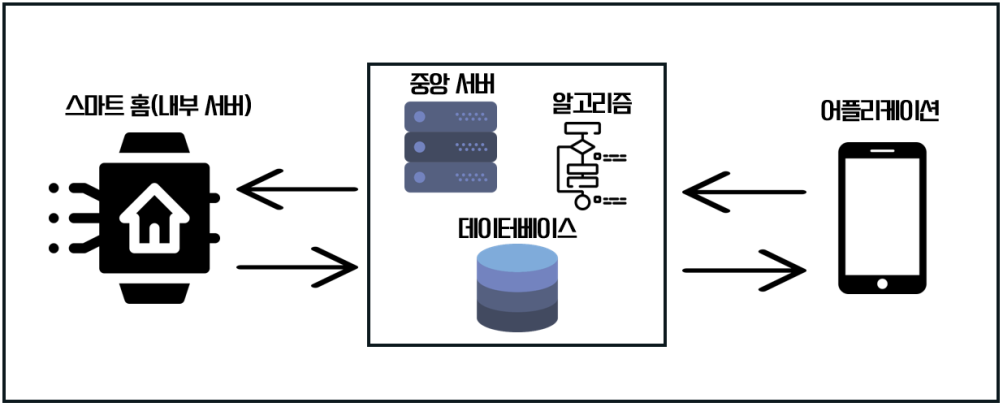 스마트 홈(내부 서버)
중앙 서버
알고리즘
데이터베이스
어플리케이션